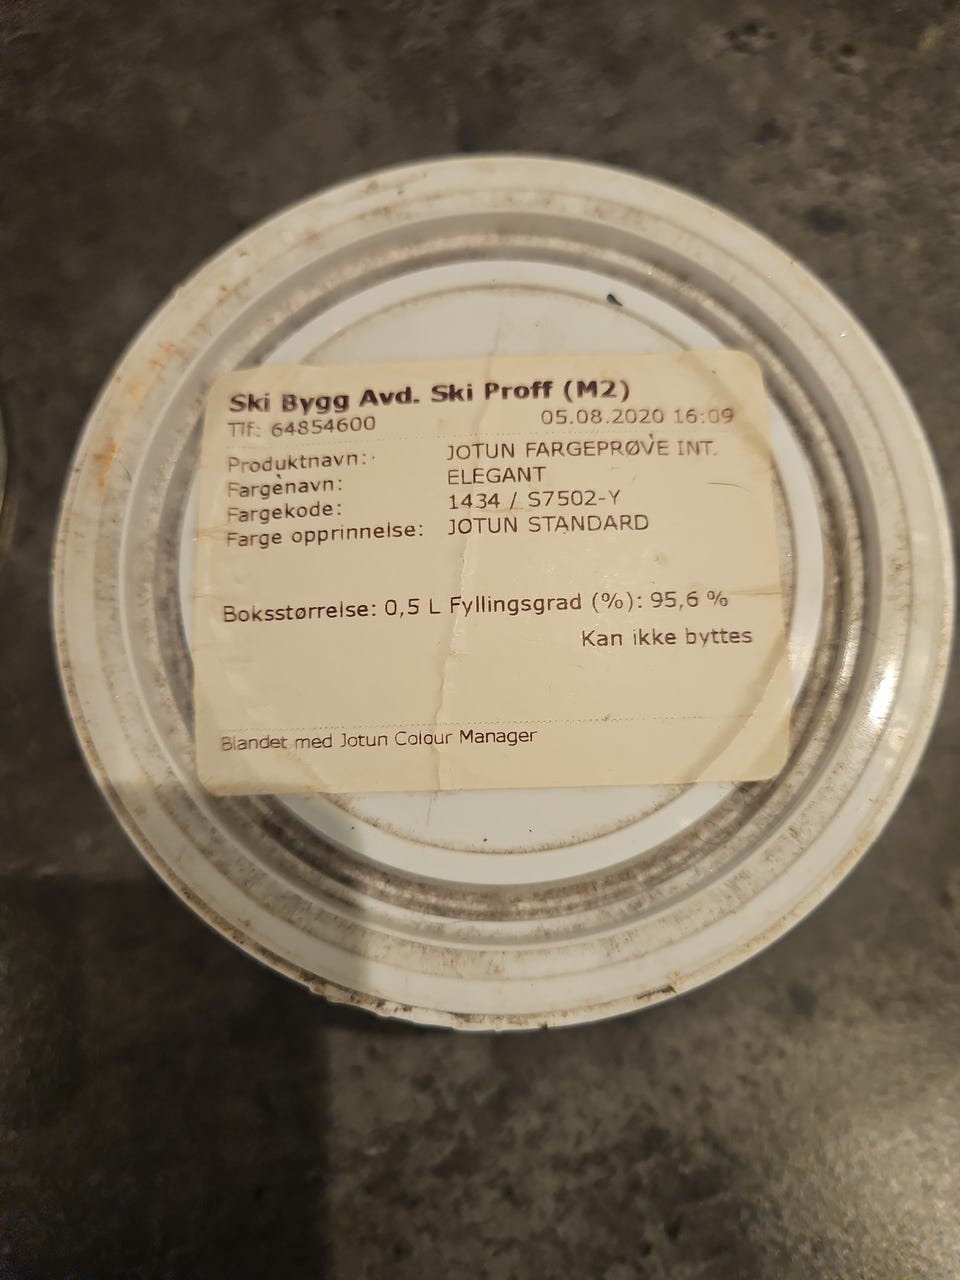 Ski Bygg Avd. Ski Proff (M2)
Tlf: 64854600 05.08.2020 16:09
Produktnavn: JOTUN FARGEPRØVE INT.
Fargenavn: ELEGANT
Fargekode: 1434 / S7502-Y
Farge opprinnelse: JOTUN STANDARD
Boksstørrelse: 0,5 L Fyllingsgrad (%): 95,6 %
Kan ikke byttes
Blandet med Jotun Colour Manager